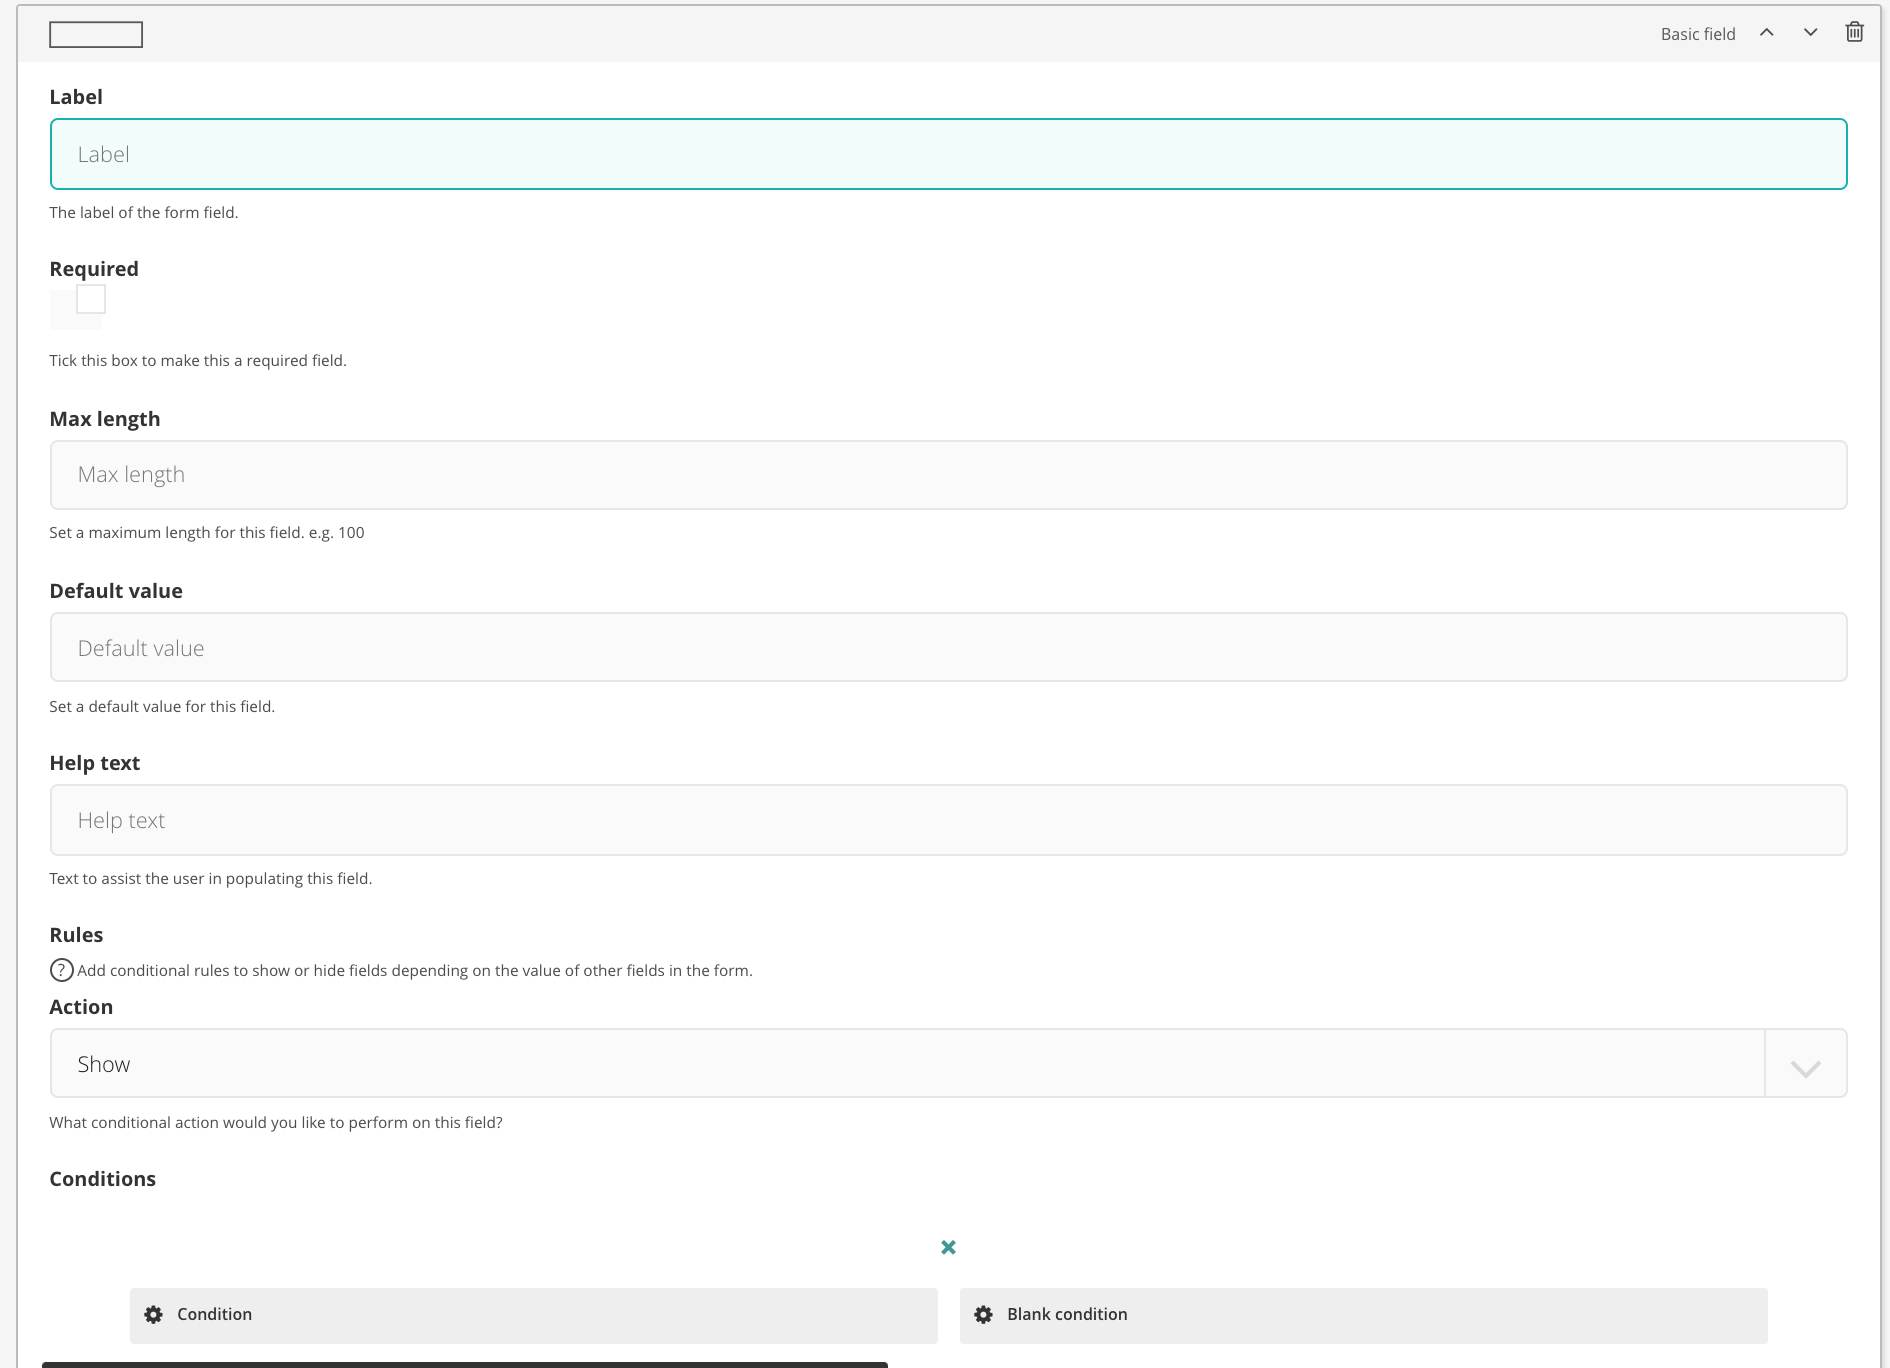 Basic field
Label
Label
The label of the form field.
Required
Tick this box to make this a required field.
Max length
Max length
Set a maximum length for this field. e.g. 100
Default value
Default value
Set a default value for this field.
Help text
Help text
Text to assist the user in populating this field.
Rules
? Add conditional rules to show or hide fields depending on the value of other fields in the form.
Action
Show
What conditional action would you like to perform on this field?
Conditions
Condition
Blank condition